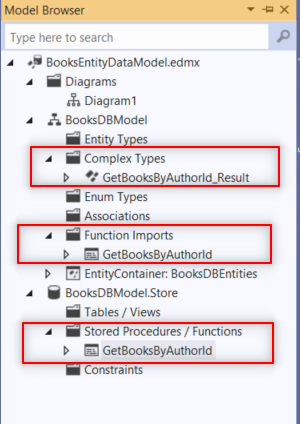 Model Browser
Type here to search
BooksEntityDataModel.edmx
Diagrams
Diagram1
BooksDBModel
Entity Types
Complex Types
GetBooksByAuthorId_Result
Enum Types
Associations
Function Imports
GetBooksByAuthorId
EntityContainer: BooksDBEntities
BooksDBModel.Store
Tables / Views
Stored Procedures / Functions
GetBooksByAuthorId
Constraints